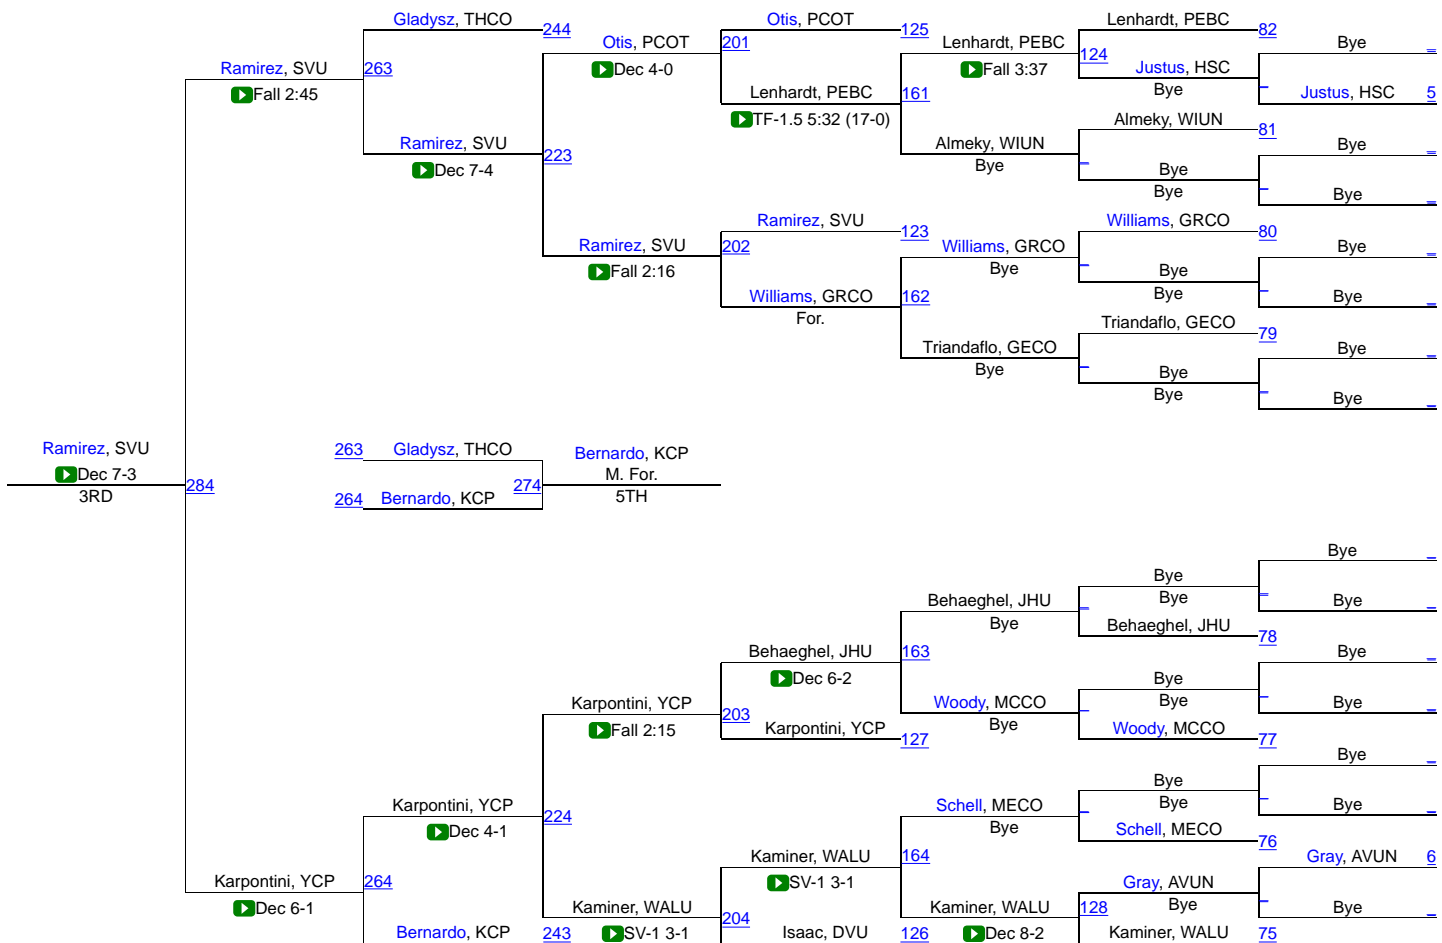 Gladysz, THCO
244
Otis, PCOT
125
Lenhardt, PEBC
82
Otis, PCOT
201
Lenhardt, PEBC
Bye
Dec 4-0
Fall 3:37
124
Ramirez, SVU
263
Justus, HSC
Fall 2:45
Lenhardt, PEBC
161
Bye
Justus, HSC
5
TF-1.5 5:32 (17-0)
Almeky, WIUN
81
Ramirez, SVU
223
Almeky, WIUN
Bye
Dec 7-4
Bye
Bye
Bye
Bye
Ramirez, SVU
123
Williams, GRCO
80
Ramirez, SVU
202
Williams, GRCO
Bye
Fall 2:16
Bye
Bye
Williams, GRCO
162
Bye
Bye
For.
Triandaflo, GECO
79
Triandaflo, GECO
Bye
Bye
Bye
Bye
Bye
Ramirez, SVU
263
Gladysz, THCO
Bernardo, KCP
Dec 7-3
M. For.
284
264
Bernardo, KCP
274
3RD
5TH
Bye
Bye
Behaeghel, JHU
Bye
Bye
Bye
Behaeghel, JHU
78
Behaeghel, JHU
163
Bye
Dec 6-2
Bye
Karpontini, YCP
Woody, MCCO
Bye
Bye
Fall 2:15
203
Bye
Karpontini, YCP
127
Woody, MCCO
77
Bye
Bye
Karpontini, YCP
224
Schell, MECO
Bye
Bye
Dec 4-1
Bye
Schell, MECO
76
Kaminer, WALU
164
Gray, AVUN
6
Karpontini, YCP
264
SV-1 3-1
Gray, AVUN
Dec 6-1
Kaminer, WALU
204
Kaminer, WALU
128
Bye
Bye
Bernardo, KCP
243
SV-1 3-1
Isaac, DVU
126
Dec 8-2
Kaminer, WALU
75